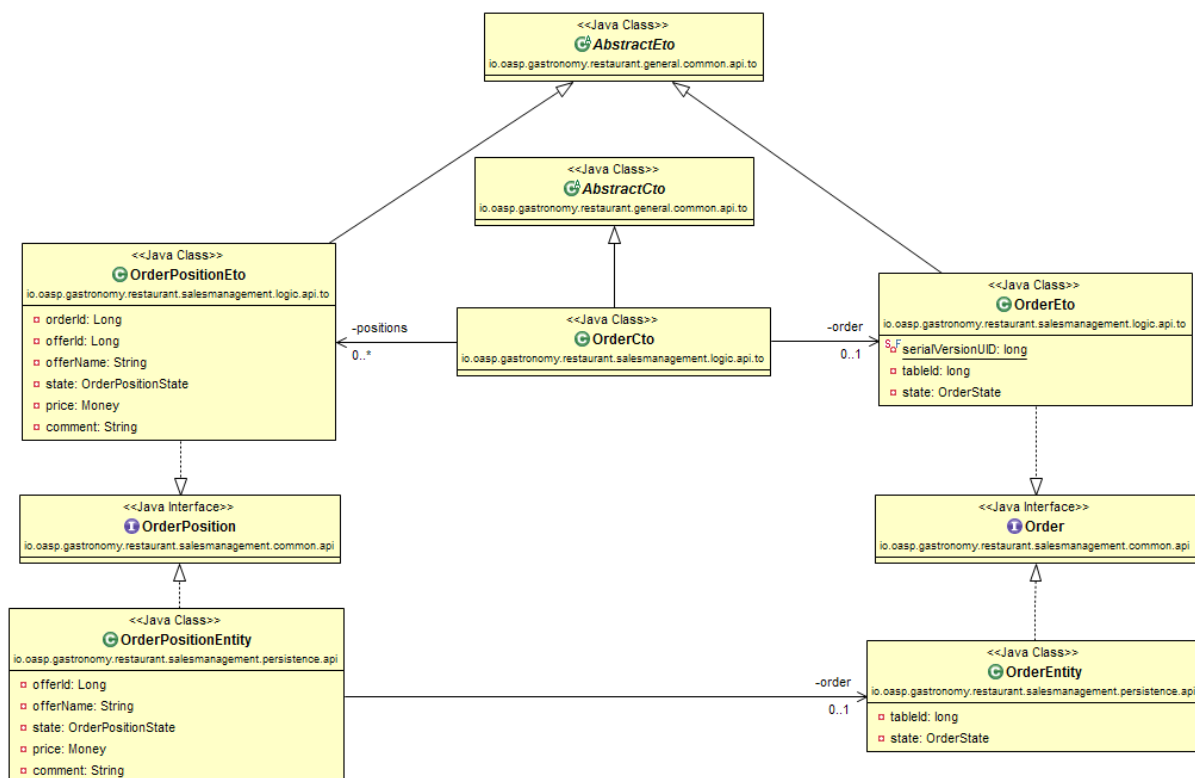 <<Java Class>>
AbstractEto
io.oasp.gastronomy.restaurant.general.common.api.to
<<Java Class>>
AbstractCto
io.oasp.gastronomy.restaurant.general.common.api.to
<<Java Class>>
OrderPositionEto
io.oasp.gastronomy.restaurant.salesmanagement.logic.api.to
orderId: Long
offerId: Long
offerName: String
state: OrderPositionState
price: Money
comment: String
-positions
0..*
<<Java Class>>
OrderCto
io.oasp.gastronomy.restaurant.salesmanagement.logic.api.to
-order
0..1
<<Java Class>>
OrderEto
io.oasp.gastronomy.restaurant.salesmanagement.logic.api.to
S F serialVersionUID: long
tableId: long
state: OrderState
<<Java Interface>>
OrderPosition
io.oasp.gastronomy.restaurant.salesmanagement.common.api
<<Java Interface>>
Order
io.oasp.gastronomy.restaurant.salesmanagement.common.api
<<Java Class>>
OrderPositionEntity
io.oasp.gastronomy.restaurant.salesmanagement.persistence.api
offerId: Long
offerName: String
state: OrderPositionState
price: Money
comment: String
-order
0..1
<<Java Class>>
OrderEntity
io.oasp.gastronomy.restaurant.salesmanagement.persistence.api
tableId: long
state: OrderState